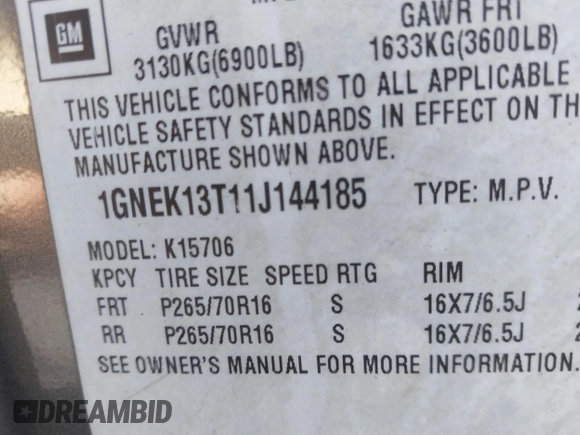 GM
GVWR
3130KG(6900LB)
GAWR FRT
1633KG(3600LB)
THIS VEHICLE CONFORMS TO ALL APPLICABLE
VEHICLE SAFETY STANDARDS IN EFFECT ON TH
MANUFACTURE SHOWN ABOVE.
1GNEK13T11J144185 TYPE: M.P.V.
MODEL: K15706
KPCY TIRE SIZE SPEED RTG RIM
FRT P265/70R16 S 16X7/6.5J
RR P265/70R16 S 16X7/6.5J
SEE OWNER'S MANUAL FOR MORE INFORMATION.
DREAMBID